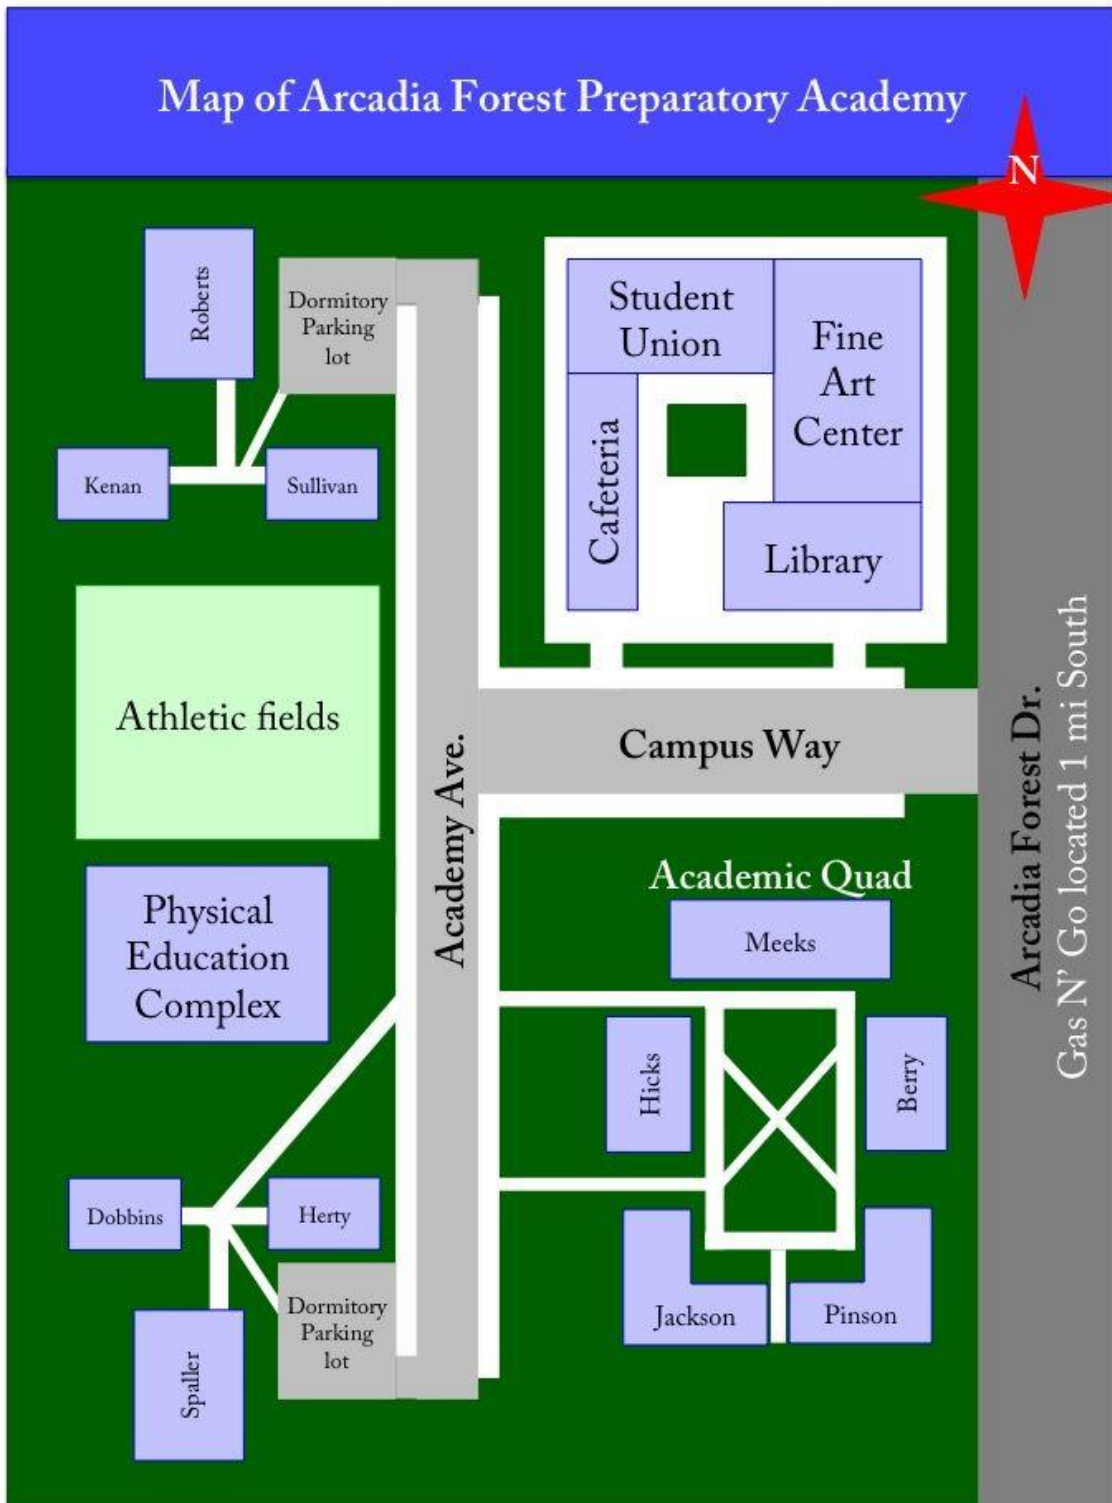 Map of Arcadia Forest Preparatory Academy
N
Roberts
Dormitory
Parking
lot
Student
Union
Fine
Art
Center
Kenan
Sullivan
Cafeteria
Library
Athletic fields
Campus Way
Academy Ave.
Arcadia Forest Dr.
Gas N' Go located 1 mi South
Physical
Education
Complex
Academic Quad
Meeks
Hicks
Berry
Dobbins
Herty
Dormitory
Parking
lot
Spaller
Jackson
Pinson